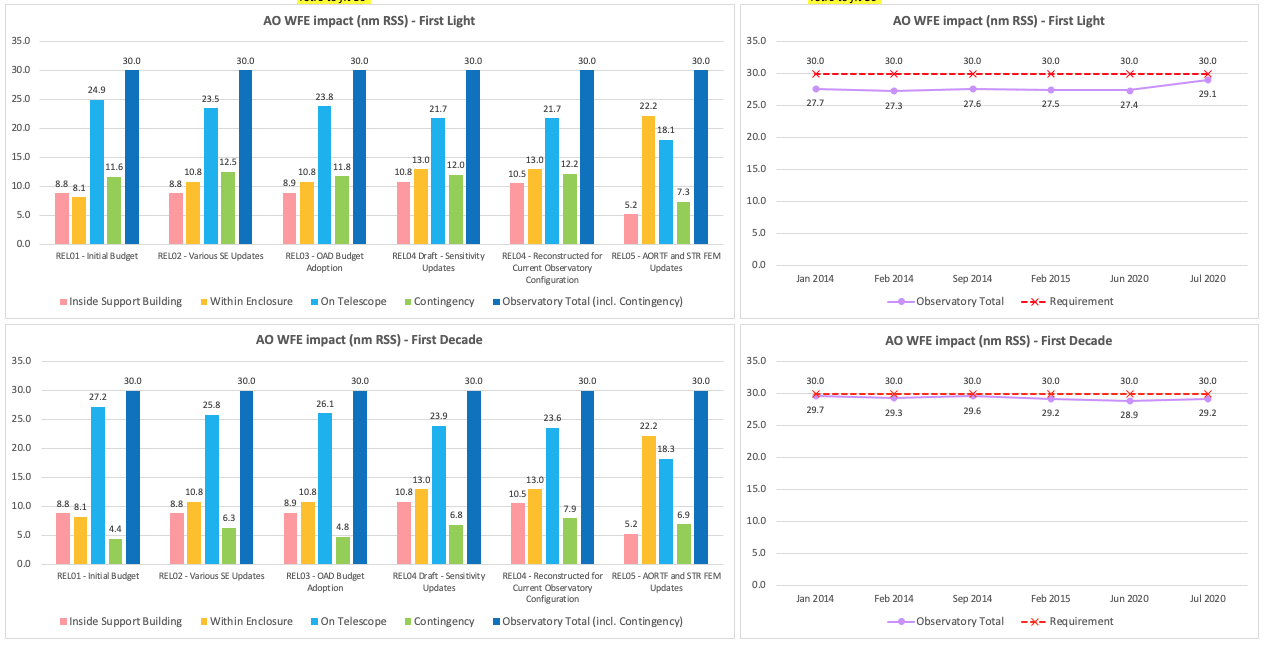 AO WFE impact (nm RSS) - First Light
35.0
30.0
25.0
20.0
15.0
10.0
5.0
0.0
8.8 8.1 24.9 11.6 30.0
8.8 10.8 23.5 12.5 30.0
8.9 10.8 23.8 11.8 30.0
10.8 13.0 21.7 12.0 30.0
10.5 13.0 21.7 12.2 30.0
5.2 22.2 18.1 7.3 30.0
REL01 - Initial Budget
REL02 - Various SE Updates
REL03 - OAD Budget
Adoption
REL04 Draft - Sensitivity
Updates
REL04 - Reconstructed for
Current Observatory
Configuration
REL05 - AORTF and STR FEM
Updates
Inside Support Building Within Enclosure On Telescope Contingency Observatory Total (incl. Contingency)
AO WFE impact (nm RSS) - First Light
35.0
30.0
25.0
20.0
15.0
10.0
5.0
0.0
30.0 30.0 30.0 30.0 30.0 30.0
27.7 27.3 27.6 27.5 27.4 29.1
Jan 2014 Feb 2014 Sep 2014 Feb 2015 Jun 2020 Jul 2020
Observatory Total Requirement
AO WFE impact (nm RSS) - First Decade
35.0
30.0
25.0
20.0
15.0
10.0
5.0
0.0
8.8 8.1 27.2 4.4 30.0
8.8 10.8 25.8 6.3 30.0
8.9 10.8 26.1 4.8 30.0
10.8 13.0 23.9 6.8 30.0
10.5 13.0 23.6 7.9 30.0
5.2 22.2 18.3 6.9 30.0
REL01 - Initial Budget
REL02 - Various SE Updates
REL03 - OAD Budget
Adoption
REL04 Draft - Sensitivity
Updates
REL04 - Reconstructed for
Current Observatory
Configuration
REL05 - AORTF and STR FEM
Updates
Inside Support Building Within Enclosure On Telescope Contingency Observatory Total (incl. Contingency)
AO WFE impact (nm RSS) - First Decade
35.0
30.0
25.0
20.0
15.0
10.0
5.0
0.0
30.0 30.0 30.0 30.0 30.0 30.0
29.7 29.3 29.6 29.2 28.9 29.2
Jan 2014 Feb 2014 Sep 2014 Feb 2015 Jun 2020 Jul 2020
Observatory Total Requirement